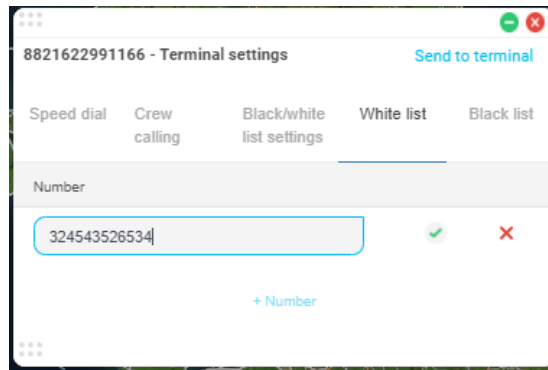 8821622991166 - Terminal settings
Send to terminal
Speed dial
Crew
calling
Black/white
list settings
White list
Black list
Number
324543526534
+ Number